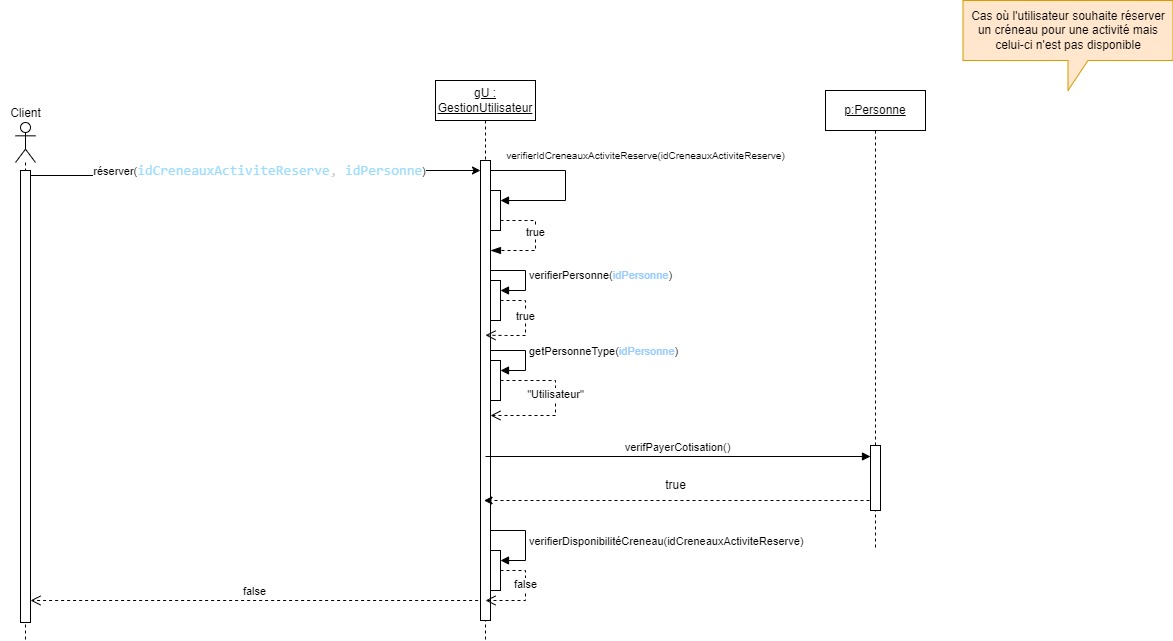 Cas où l'utilisateur souhaite réserver
un créneau pour une activité mais
celui-ci n'est pas disponible
gU :
GestionUtilisateur
p:Personne
Client
verifierIdCreneauxActiviteReserve(idCreneauxActiviteReserve)
réserver(idCreneauxActiviteReserve, idPersonne)
true
verifierPersonne(idPersonne)
true
getPersonneType(idPersonne)
"Utilisateur"
verifPayerCotisation()
true
verifierDisponibilitéCreneau(idCreneauxActiviteReserve)
false
false